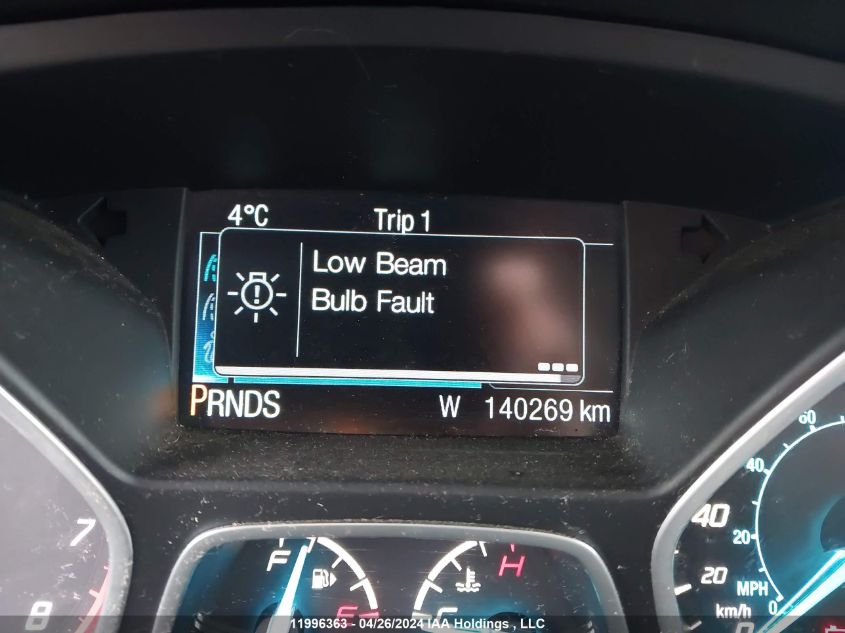 4°C Trip 1
Low Beam
Bulb Fault
PRNDS W 140269 km
7
8
F
E
H
C
60
40
20
0
MPH
40
20
0
km/h
11996363 - 04/26/2024 IAA Holdings , LLC